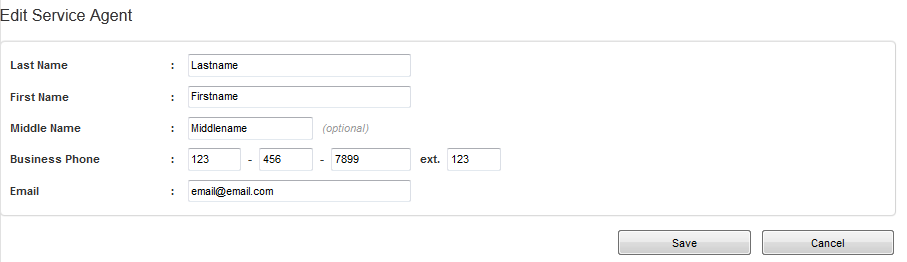 Edit Service Agent
Last Name : Lastname
First Name : Firstname
Middle Name : Middlename (optional)
Business Phone : 123 - 456 - 7899 ext. 123
Email : email@email.com
Save Cancel